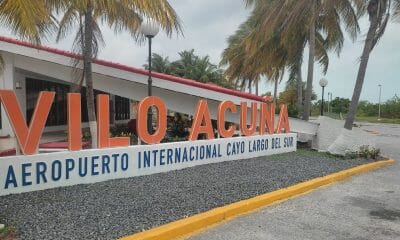 VILO ACUÑA
AEROPUERTO INTERNACIONAL CAYO LARGO DEL SUR